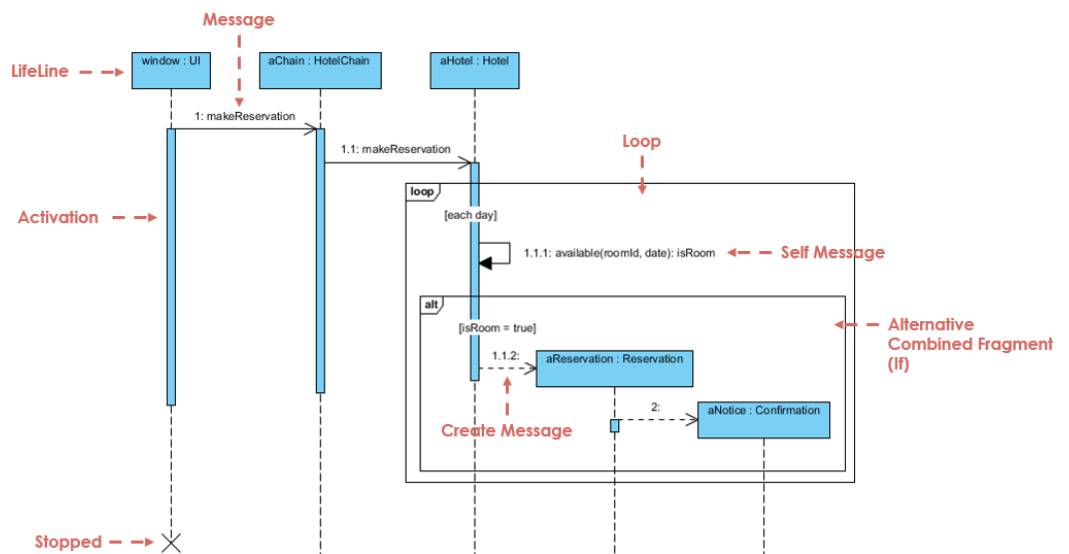 Message
LifeLine
window : UI
aChain : HotelChain
aHotel : Hotel
1: makeReservation
1.1: makeReservation
Loop
loop
Activation
[each day]
1.1.1: available(roomId, date): isRoom
Self Message
alt
[isRoom = true]
Alternative
Combined Fragment
(If)
1.1.2:
aReservation : Reservation
2:
aNotice : Confirmation
Create Message
Stopped